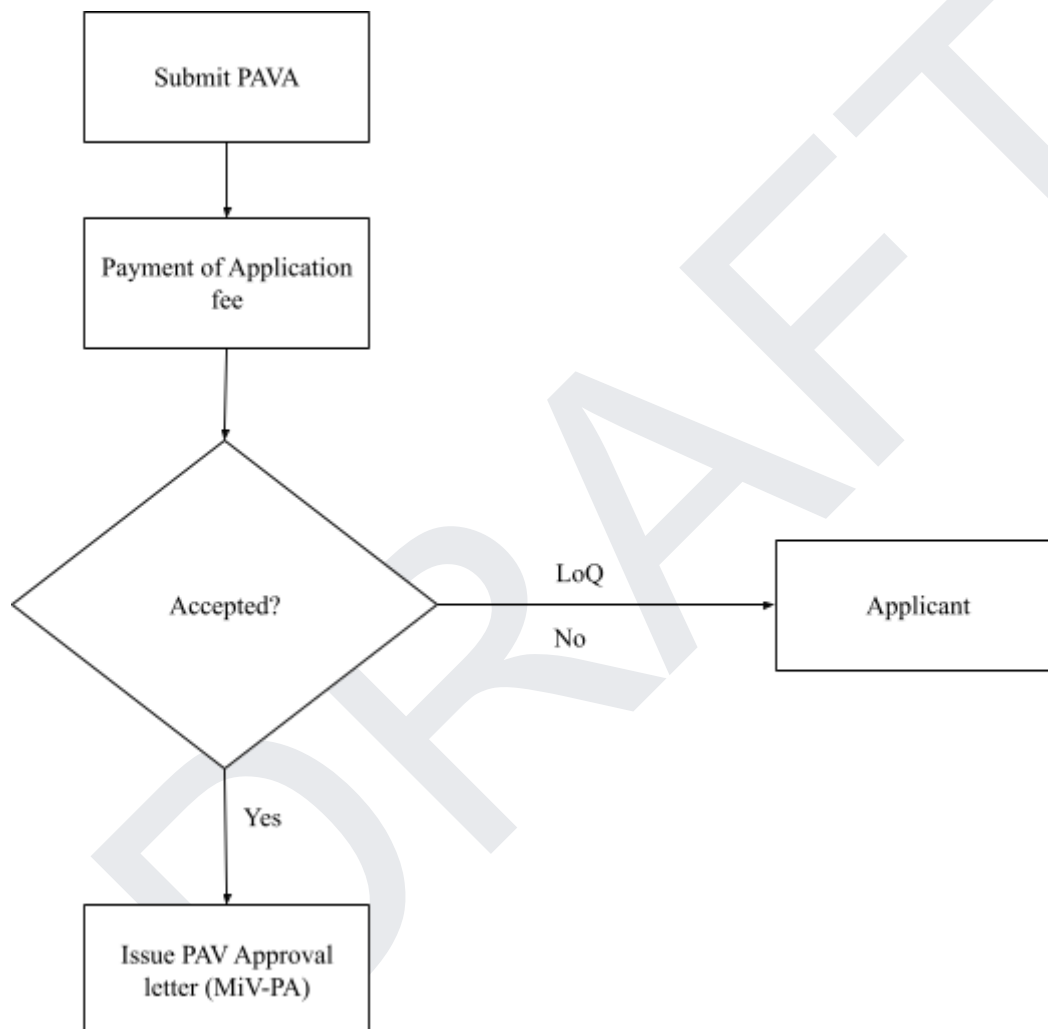 Submit PAVA
Payment of Application
fee
Accepted?
LoQ
No
Applicant
Yes
Issue PAV Approval
letter (MiV-PA)
DRAFT